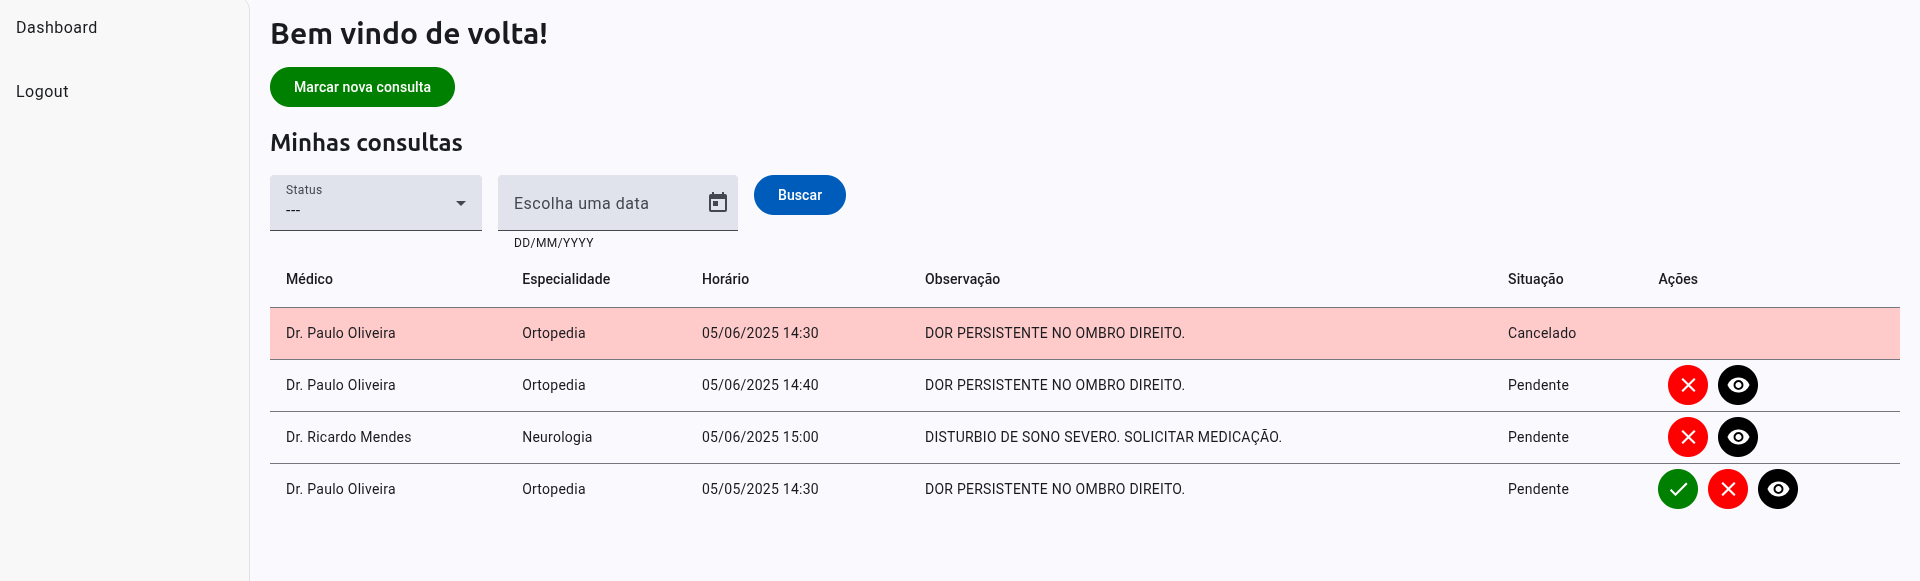 Dashboard
Logout
Bem vindo de volta!
Marcar nova consulta
Minhas consultas
Status
---
Escolha uma data
Buscar
DD/MM/YYYY
Médico Especialidade Horário Observação Situação Ações
Dr. Paulo Oliveira Ortopedia 05/06/2025 14:30 DOR PERSISTENTE NO OMBRO DIREITO. Cancelado
Dr. Paulo Oliveira Ortopedia 05/06/2025 14:40 DOR PERSISTENTE NO OMBRO DIREITO. Pendente
Dr. Ricardo Mendes Neurologia 05/06/2025 15:00 DISTURBIO DE SONO SEVERO. SOLICITAR MEDICAÇÃO. Pendente
Dr. Paulo Oliveira Ortopedia 05/05/2025 14:30 DOR PERSISTENTE NO OMBRO DIREITO. Pendente